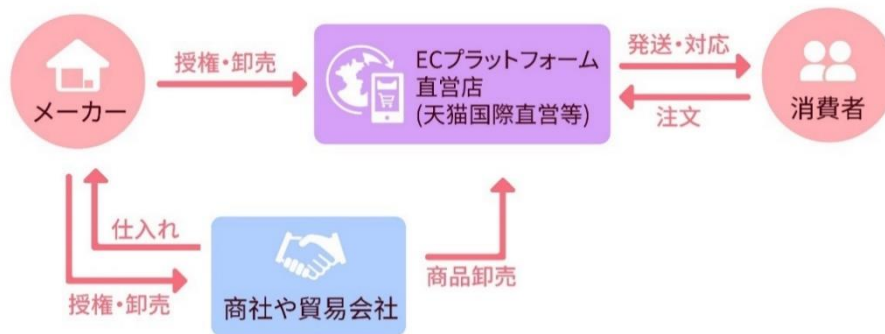 メーカー
授権・卸売
ECプラットフォーム
直営店
(天猫国際直営等)
発送・対応
注文
消費者
仕入れ
授権・卸売
商社や貿易会社
商品卸売